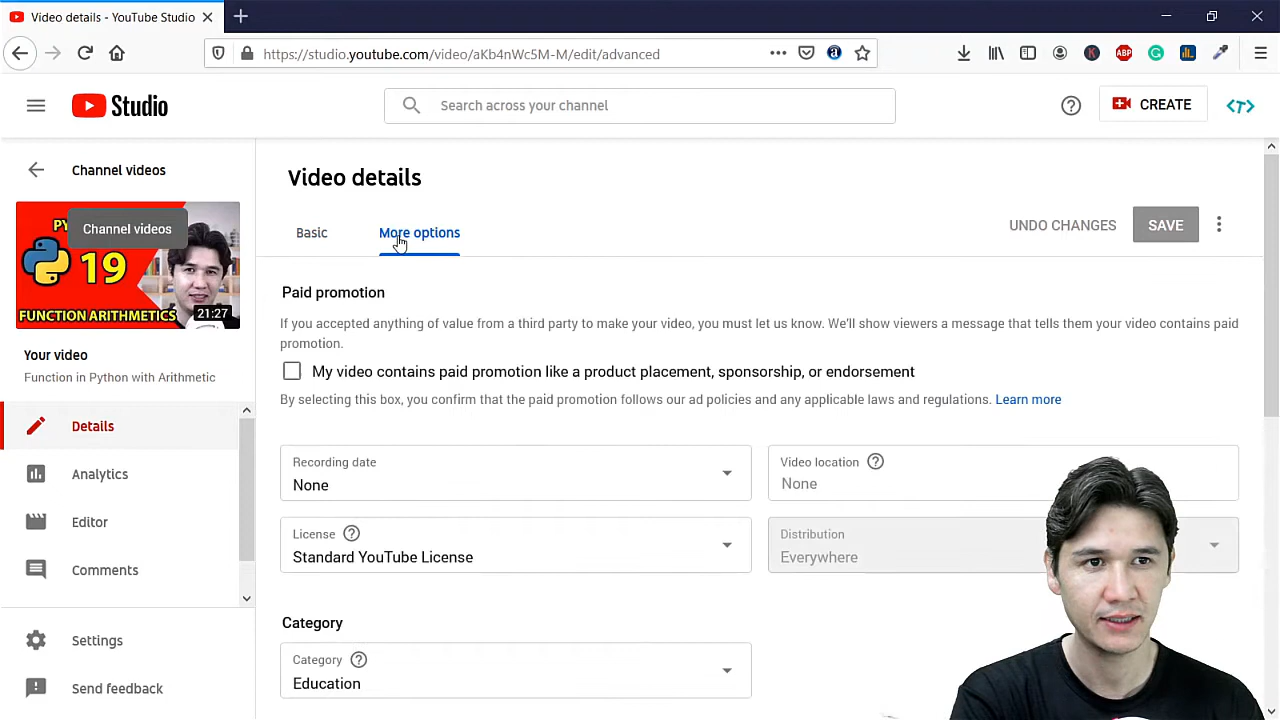 Video details - YouTube Studio
https://studio.youtube.com/video/aKb4nWc5M-M/edit/advanced
Studio
Search across your channel
CREATE
<T>
Channel videos
Channel videos
PY
19
FUNCTION ARITHMETICS
21:27
Your video
Function in Python with Arithmetic
Details
Analytics
Editor
Comments
Settings
Send feedback
Video details
Basic
More options
UNDO CHANGES
SAVE
Paid promotion
If you accepted anything of value from a third party to make your video, you must let us know. We'll show viewers a message that tells them your video contains paid
promotion.
My video contains paid promotion like a product placement, sponsorship, or endorsement
By selecting this box, you confirm that the paid promotion follows our ad policies and any applicable laws and regulations. Learn more
Recording date
None
Video location
None
License
Standard YouTube License
Distribution
Everywhere
Category
Category
Education